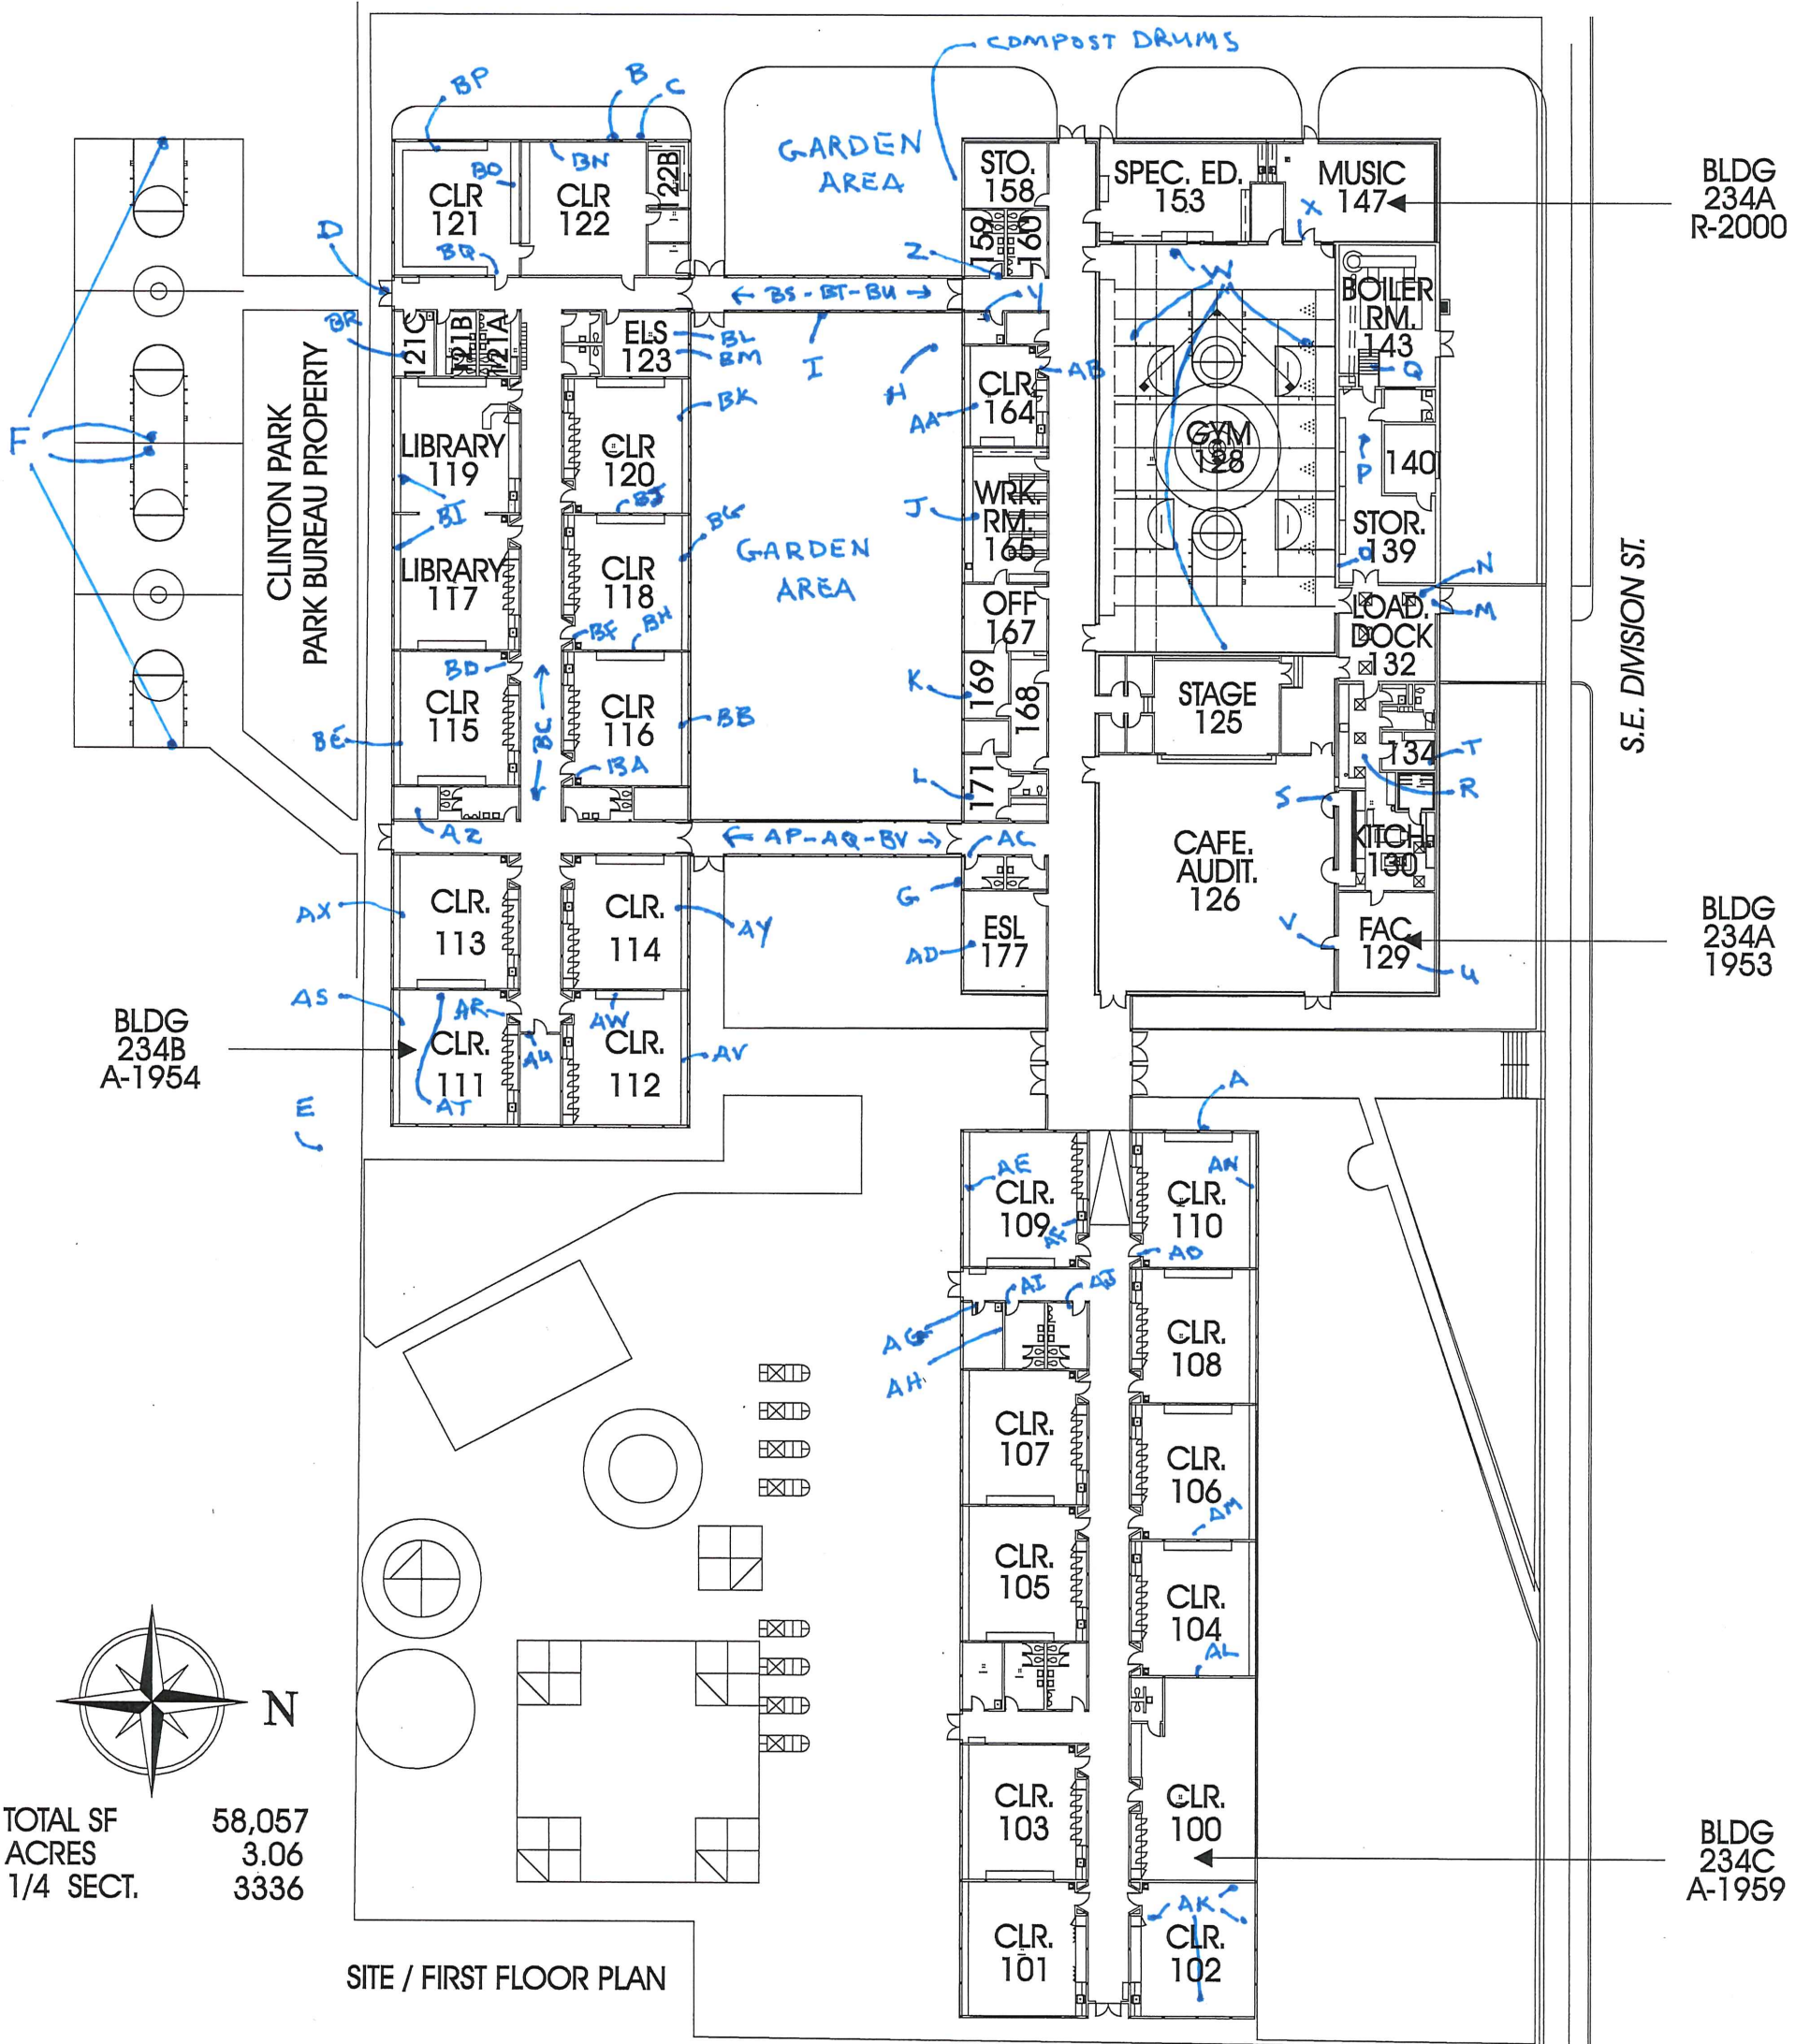 COMPOST DRUMS
BP
B
C
GARDEN
AREA
BN
BO
CLR
121
CLR
122
122B
STO.
158
SPEC. ED.
153
MUSIC
147
BLDG
234A
R-2000
X
D
BQ
159
160
Z
W
← BS-BT-BU →
Y
BOILER
RM.
143
Q
BR
121C
121B
121A
ELS
123
BL
BM
I
H
AB
CLR
164
AA
BK
F
CLINTON PARK
PARK BUREAU PROPERTY
LIBRARY
119
CLR
120
GYM
128
P
140
BI
BJ
J
WRK.
RM.
165
STOR.
139
BG
GARDEN
AREA
LIBRARY
117
CLR
118
O
N
M
S.E. DIVISION ST.
OFF
167
LOAD.
DOCK
132
BF
BH
BD
K
169
168
STAGE
125
CLR
115
CLR
116
BB
BE
BC
134
T
BA
L
171
S
R
AZ
← AP-AQ-BV →
AC
CAFE.
AUDIT.
126
KITCH.
130
G
AX
CLR.
113
CLR.
114
AY
AD
ESL
177
V
FAC.
129
U
BLDG
234A
1953
AS
AR
AW
BLDG
234B
A-1954
CLR.
111
AU
CLR.
112
AV
AT
E
A
AE
CLR.
109
AF
AN
CLR.
110
AO
AI
AJ
AG
AH
CLR.
108
CLR.
107
CLR.
106
AM
CLR.
105
CLR.
104
AL
N
CLR.
103
CLR.
100
TOTAL SF 58,057
ACRES 3.06
1/4 SECT. 3336
BLDG
234C
A-1959
AK
CLR.
101
CLR.
102
SITE / FIRST FLOOR PLAN